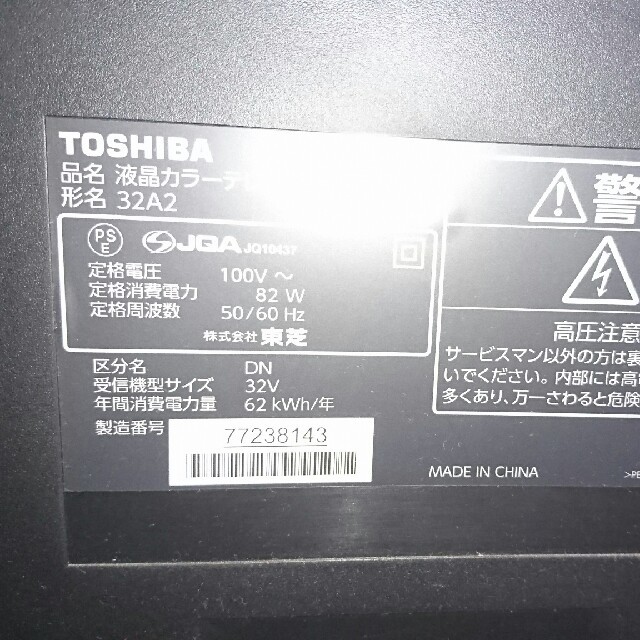 TOSHIBA
品名 液晶カラーテレ
形名 32A2
PS E JQA JQ10437
定格電圧 100V ～
定格消費電力 82 W
定格周波数 50/60 Hz
株式会社 東芝
区分名 DN
受信機型サイズ 32V
年間消費電力量 62 kWh/年
製造番号 77238143
MADE IN CHINA
警
高圧注意
サービスマン以外の方は裏
いでください。内部には高
多くあり、万一さわると危険
>PE